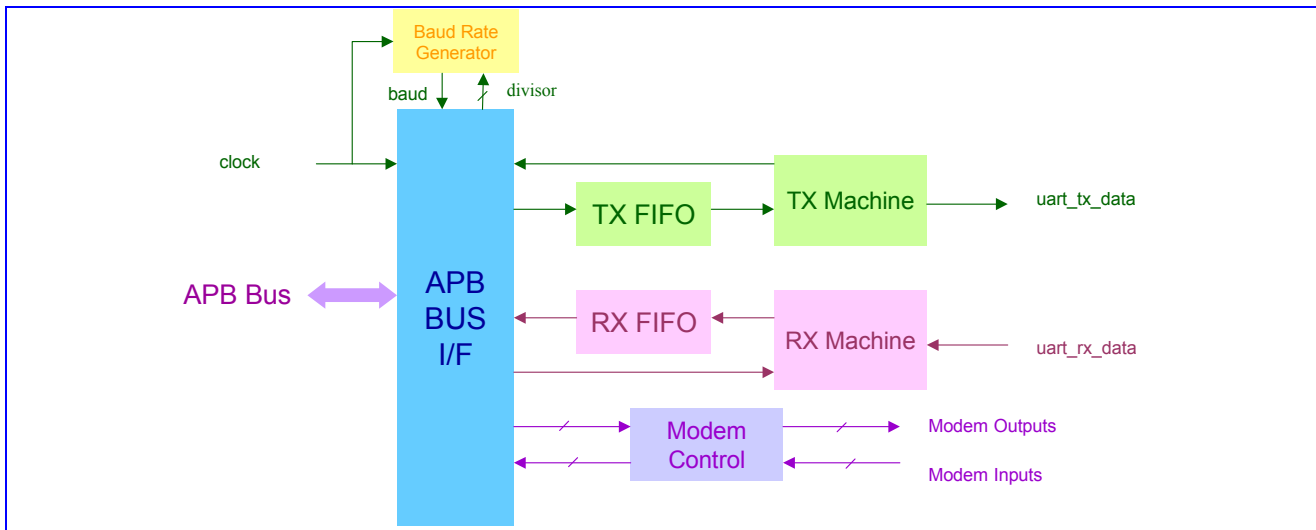 Baud Rate
Generator
baud
divisor
clock
TX FIFO
TX Machine
uart_tx_data
APB Bus
APB
BUS
I/F
RX FIFO
RX Machine
uart_rx_data
Modem
Control
Modem Outputs
Modem Inputs